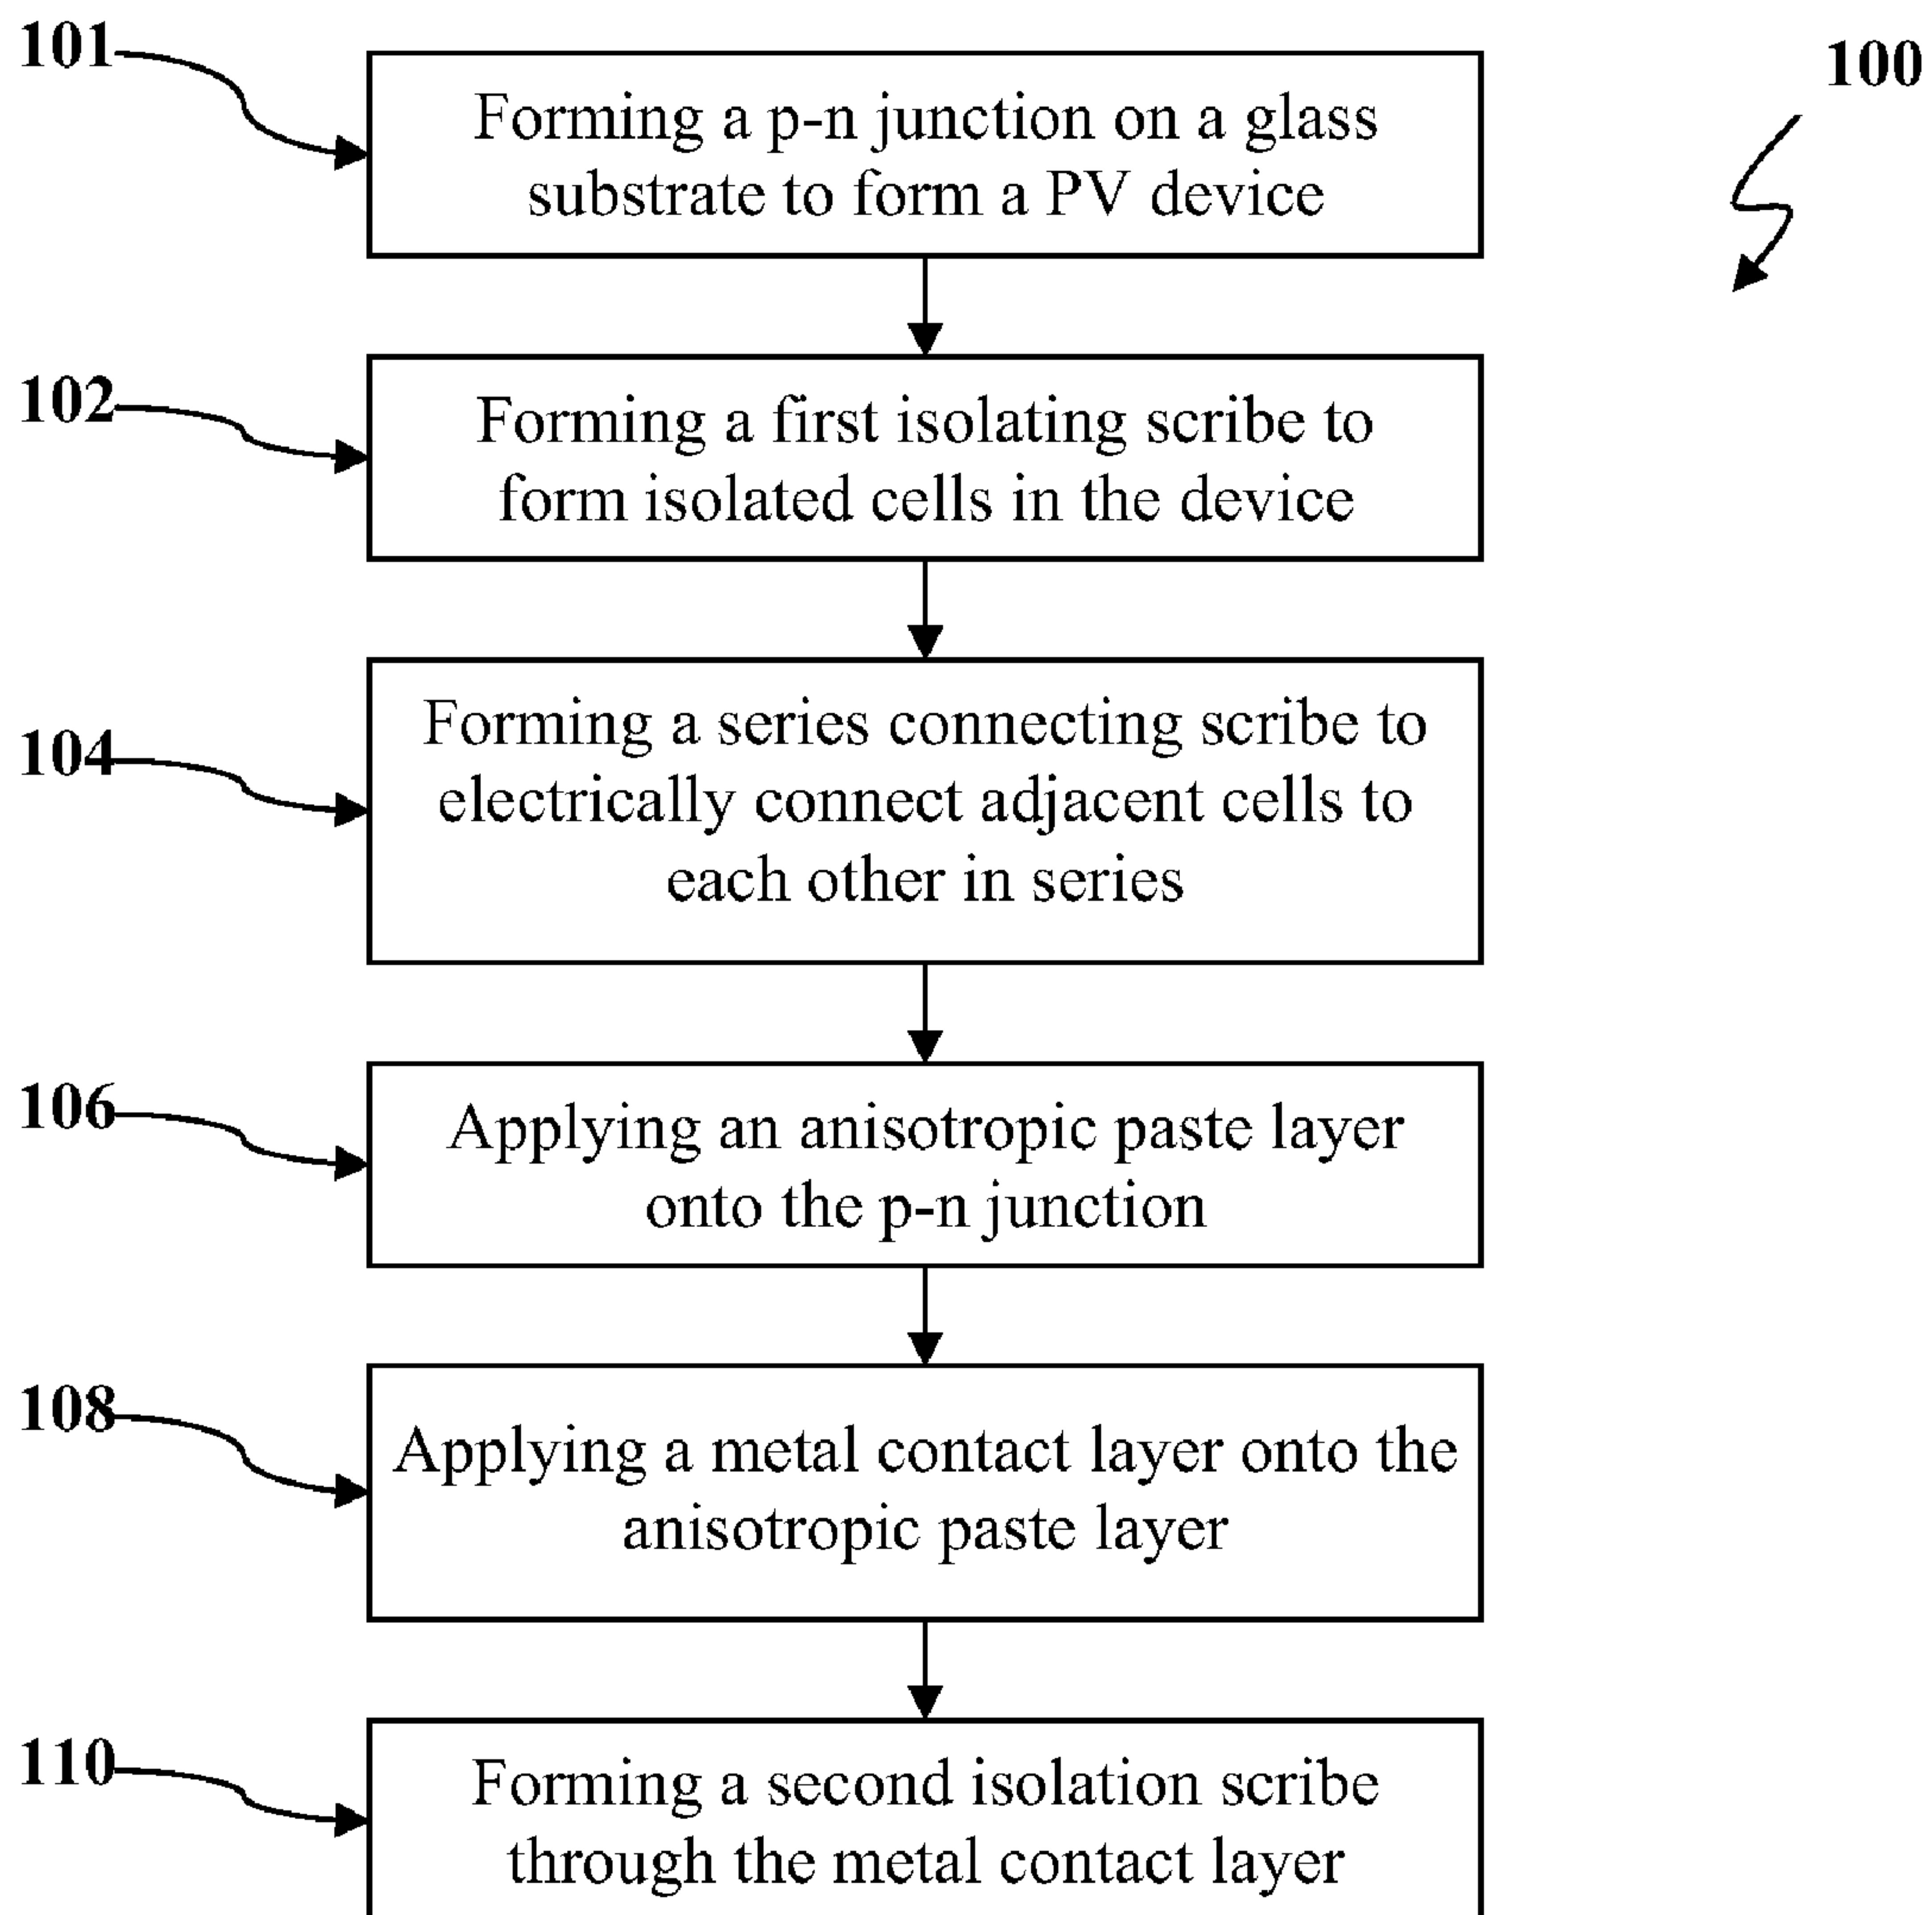 101
100
Forming a p-n junction on a glass
substrate to form a PV device
102
Forming a first isolating scribe to
form isolated cells in the device
104
Forming a series connecting scribe to
electrically connect adjacent cells to
each other in series
106
Applying an anisotropic paste layer
onto the p-n junction
108
Applying a metal contact layer onto the
anisotropic paste layer
110
Forming a second isolation scribe
through the metal contact layer